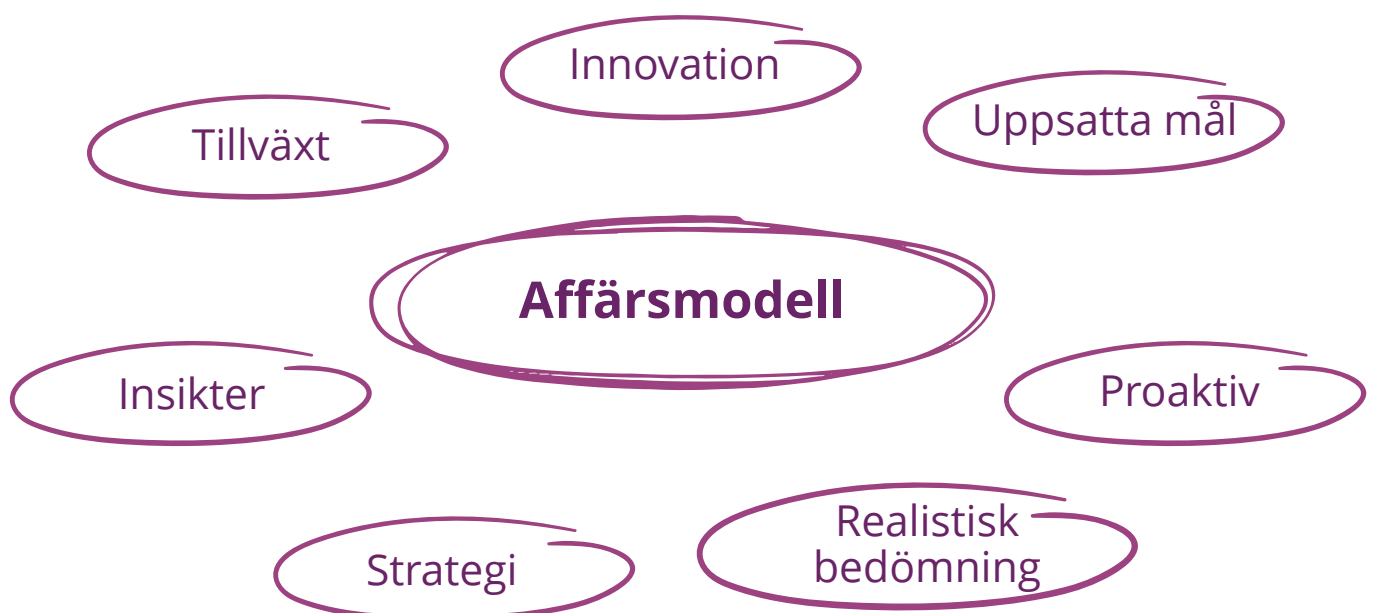 Innovation
Uppsatta mål
Tillväxt
Affärsmodell
Insikter
Proaktiv
Realistisk
bedömning
Strategi